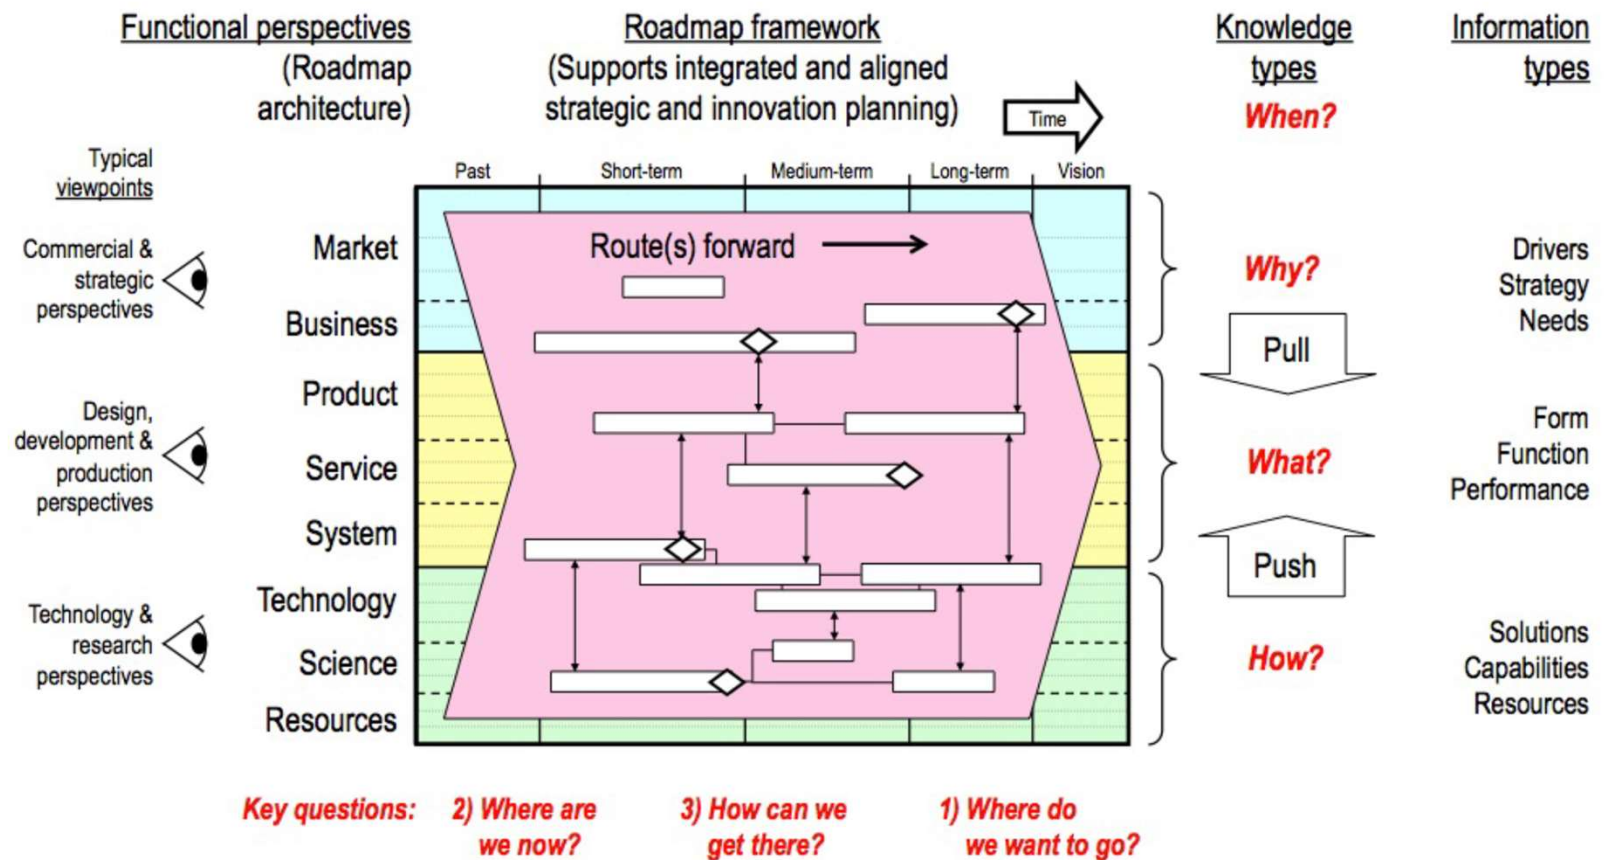 Functional perspectives
(Roadmap
architecture)
Roadmap framework
(Supports integrated and aligned
strategic and innovation planning)
Time
Knowledge
types
When?
Information
types
Typical
viewpoints
Past
Short-term
Medium-term
Long-term
Vision
Commercial &
strategic
perspectives
Market
Business
Route(s) forward
Why?
Drivers
Strategy
Needs
Pull
Design,
development &
production
perspectives
Product
Service
System
What?
Form
Function
Performance
Push
Technology &
research
perspectives
Technology
Science
Resources
How?
Solutions
Capabilities
Resources
Key questions:
2) Where are
we now?
3) How can we
get there?
1) Where do
we want to go?